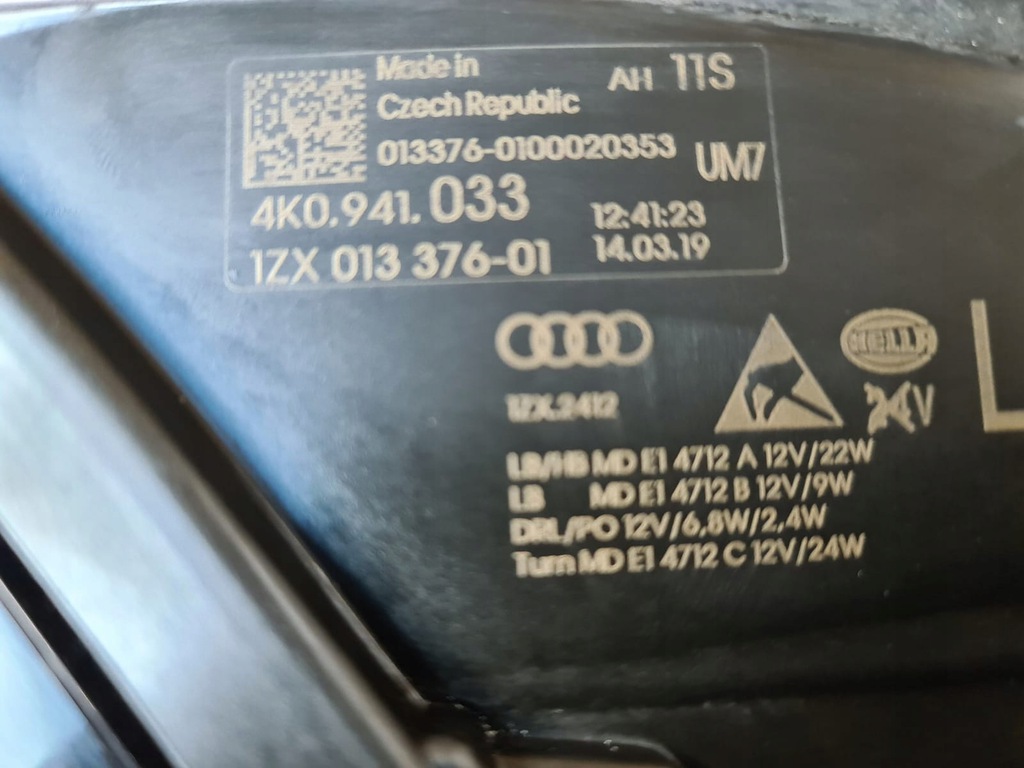 Made in AH 11S
Czech Republic
013376-0100020353 UM7
4K0.941.033 12:41:23
1ZX 013 376-01 14.03.19
HELLA
1ZX.2412 24V L
LB/HB MD E1 4712 A 12V/22W
LB MD E1 4712 B 12V/9W
DRL/PO 12V/6,8W/2,4W
Turn MD E1 4712 C 12V/24W